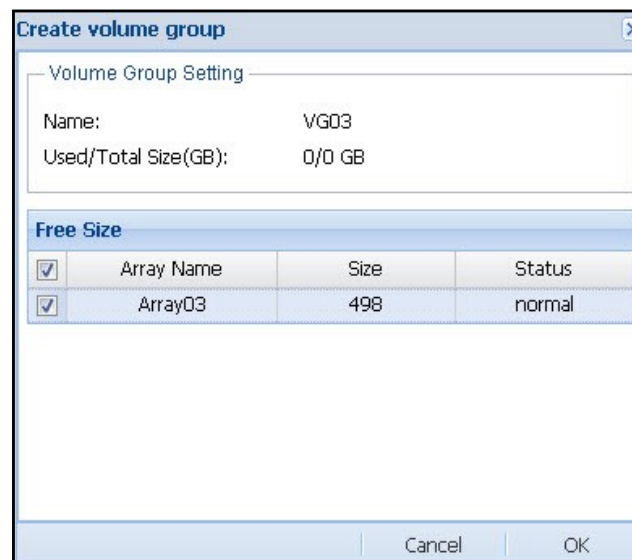 Create volume group
Volume Group Setting
Name: VG03
Used/Total Size(GB): 0/0 GB
Free Size
Array Name Size Status
Array03 498 normal
Cancel OK